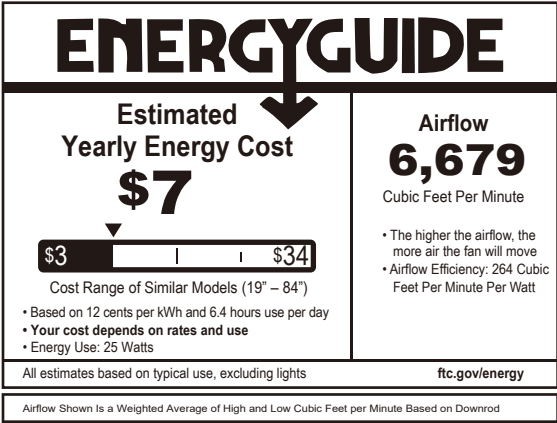 ENERGYGUIDE
Estimated
Yearly Energy Cost
$7
$3
$34
Cost Range of Similar Models (19” – 84”)
• Based on 12 cents per kWh and 6.4 hours use per day
• Your cost depends on rates and use
• Energy Use: 25 Watts
Airflow
6,679
Cubic Feet Per Minute
• The higher the airflow, the
more air the fan will move
• Airflow Efficiency: 264 Cubic
Feet Per Minute Per Watt
All estimates based on typical use, excluding lights
ftc.gov/energy
Airflow Shown Is a Weighted Average of High and Low Cubic Feet per Minute Based on Downrod